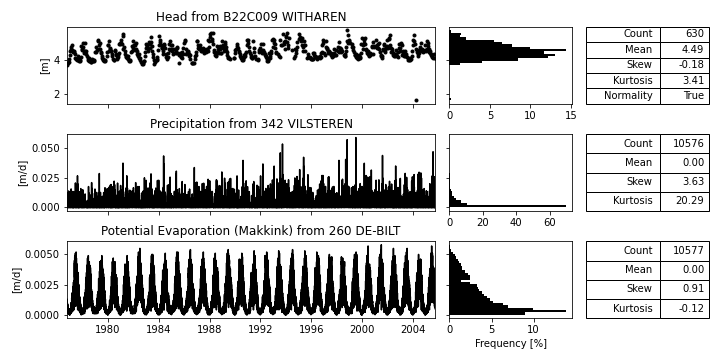 Head from B22C009 WITHAREN
[m]
4
2
0 5 10 15
Count 630
Mean 4.49
Skew -0.18
Kurtosis 3.41
Normality True
Precipitation from 342 VILSTEREN
[m/d]
0.050
0.025
0.000
0 20 40 60
Count 10576
Mean 0.00
Skew 3.63
Kurtosis 20.29
Potential Evaporation (Makkink) from 260 DE-BILT
[m/d]
0.0050
0.0025
0.0000
1980 1984 1988 1992 1996 2000 2004
0 5 10
Frequency [%]
Count 10577
Mean 0.00
Skew 0.91
Kurtosis -0.12